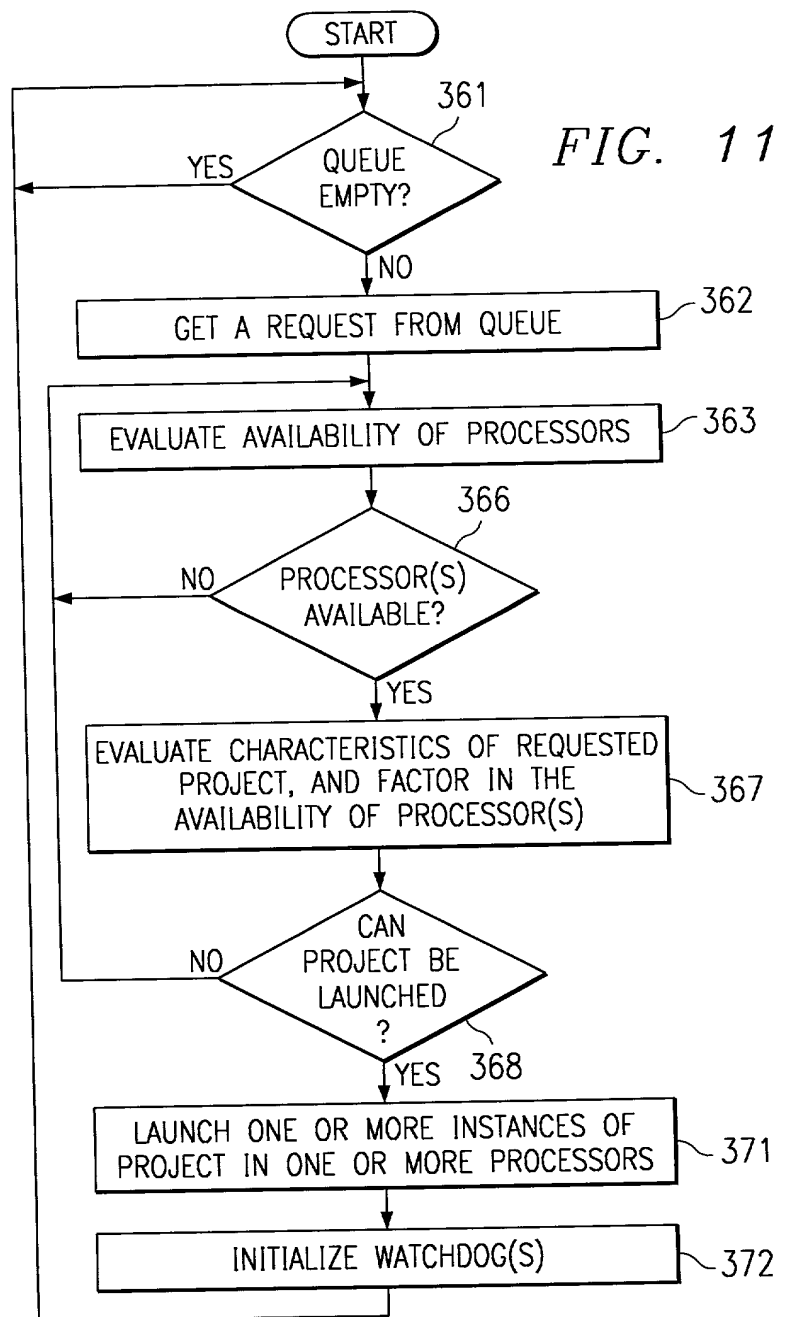 START
361
FIG. 11
YES
QUEUE
EMPTY?
NO
GET A REQUEST FROM QUEUE
362
EVALUATE AVAILABILITY OF PROCESSORS
363
366
NO
PROCESSOR(S)
AVAILABLE?
YES
EVALUATE CHARACTERISTICS OF REQUESTED
PROJECT, AND FACTOR IN THE
AVAILABILITY OF PROCESSOR(S)
367
CAN
PROJECT BE
LAUNCHED
?
NO
368
YES
LAUNCH ONE OR MORE INSTANCES OF
PROJECT IN ONE OR MORE PROCESSORS
371
INITIALIZE WATCHDOG(S)
372